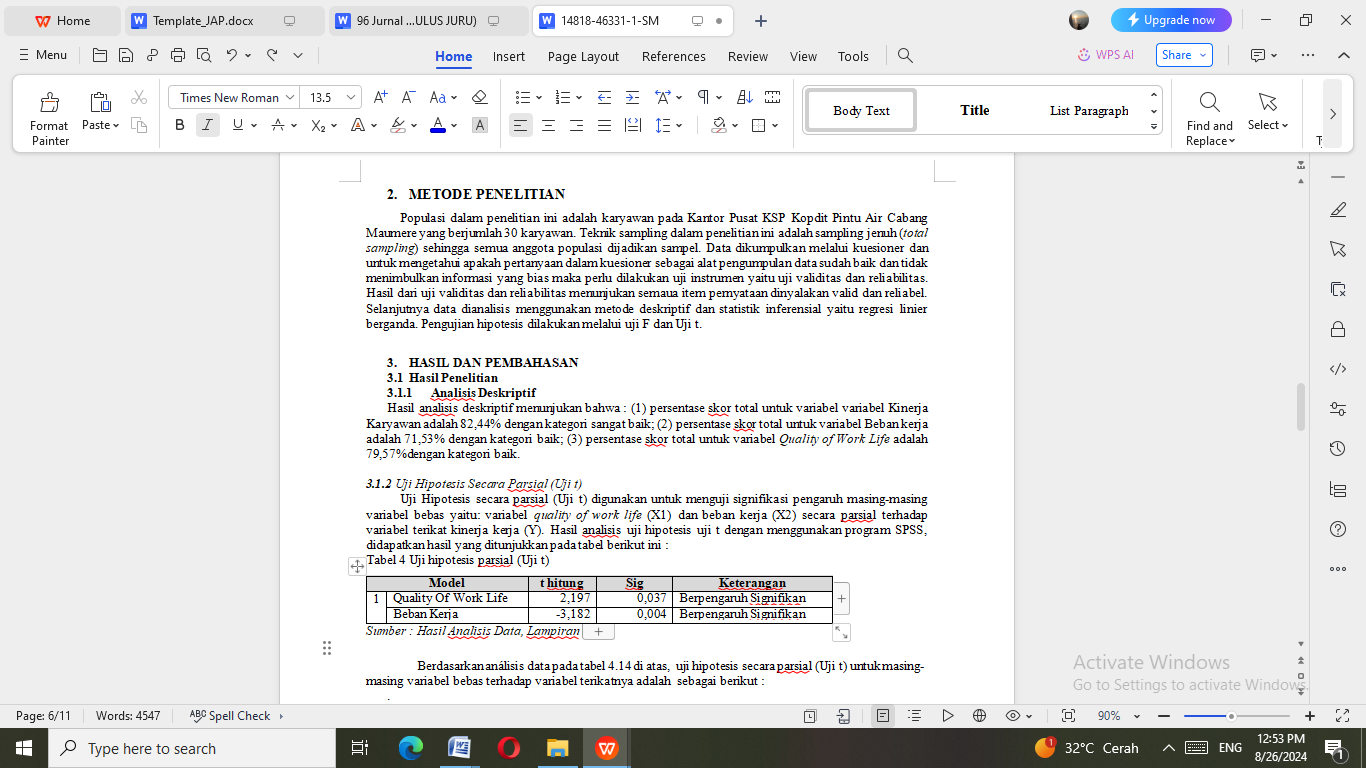 Home Template_JAP.docx 96 Jurnal ...ULUS JURU) 14818-46331-1-SM Upgrade now
Menu Home Insert Page Layout References Review View Tools WPS AI Share
Times New Roman 13.5 Body Text Title List Paragraph
Format Painter Paste Find and Replace Select
2. METODE PENELITIAN
Populasi dalam penelitian ini adalah karyawan pada Kantor Pusat KSP Kopdit Pintu Air Cabang
Maumere yang berjumlah 30 karyawan. Teknik sampling dalam penelitian ini adalah sampling jenuh (total
sampling) sehingga semua anggota populasi dijadikan sampel. Data dikumpulkan melalui kuesioner dan
untuk mengetahui apakah pertanyaan dalam kuesioner sebagai alat pengumpulan data sudah baik dan tidak
menimbulkan informasi yang bias maka perlu dilakukan uji instrumen yaitu uji validitas dan reliabilitas.
Hasil dari uji validitas dan reliabilitas menunjukan semaua item pernyataan dinyalakan valid dan reliabel.
Selanjutnya data dianalisis menggunakan metode deskriptif dan statistik inferensial yaitu regresi linier
berganda. Pengujian hipotesis dilakukan melalui uji F dan Uji t.
3. HASIL DAN PEMBAHASAN
3.1 Hasil Penelitian
3.1.1 Analisis Deskriptif
Hasil analisis deskriptif menunjukan bahwa : (1) persentase skor total untuk variabel variabel Kinerja
Karyawan adalah 82,44% dengan kategori sangat baik; (2) persentase skor total untuk variabel Beban kerja
adalah 71,53% dengan kategori baik; (3) persentase skor total untuk variabel Quality of Work Life adalah
79,57%dengan kategori baik.
3.1.2 Uji Hipotesis Secara Parsial (Uji t)
Uji Hipotesis secara parsial (Uji t) digunakan untuk menguji signifikasi pengaruh masing-masing
variabel bebas yaitu: variabel quality of work life (X1) dan beban kerja (X2) secara parsial terhadap
variabel terikat kinerja kerja (Y). Hasil analisis uji hipotesis uji t dengan menggunakan program SPSS,
didapatkan hasil yang ditunjukkan pada tabel berikut ini :
Tabel 4 Uji hipotesis parsial (Uji t)
Model t hitung Sig Keterangan
1 Quality Of Work Life 2,197 0,037 Berpengaruh Signifikan
Beban Kerja -3,182 0,004 Berpengaruh Signifikan
Sumber : Hasil Analisis Data, Lampiran
Berdasarkan análisis data pada tabel 4.14 di atas, uji hipotesis secara parsial (Uji t) untuk masing-
masing variabel bebas terhadap variabel terikatnya adalah sebagai berikut :
Activate Windows
Go to Settings to activate Windows.
Page: 6/11 Words: 4547 Spell Check 90%
Type here to search 32°C Cerah ENG 12:53 PM
8/26/2024